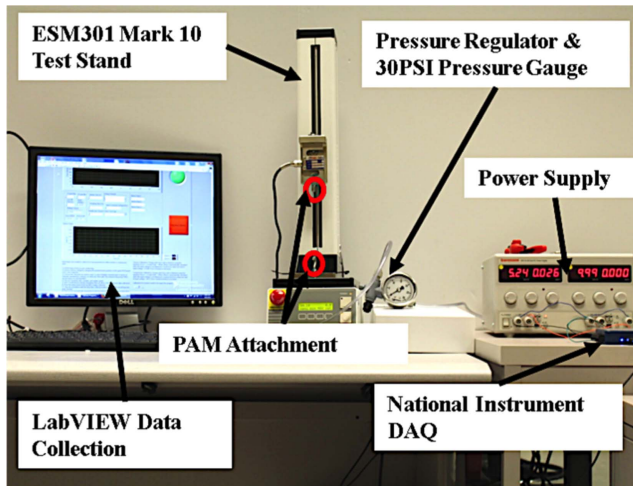 ESM301 Mark 10
Test Stand
Pressure Regulator &
30PSI Pressure Gauge
Power Supply
5.24 0.026
9.99 0.000
DELL
PAM Attachment
LabVIEW Data
Collection
National Instrument
DAQ